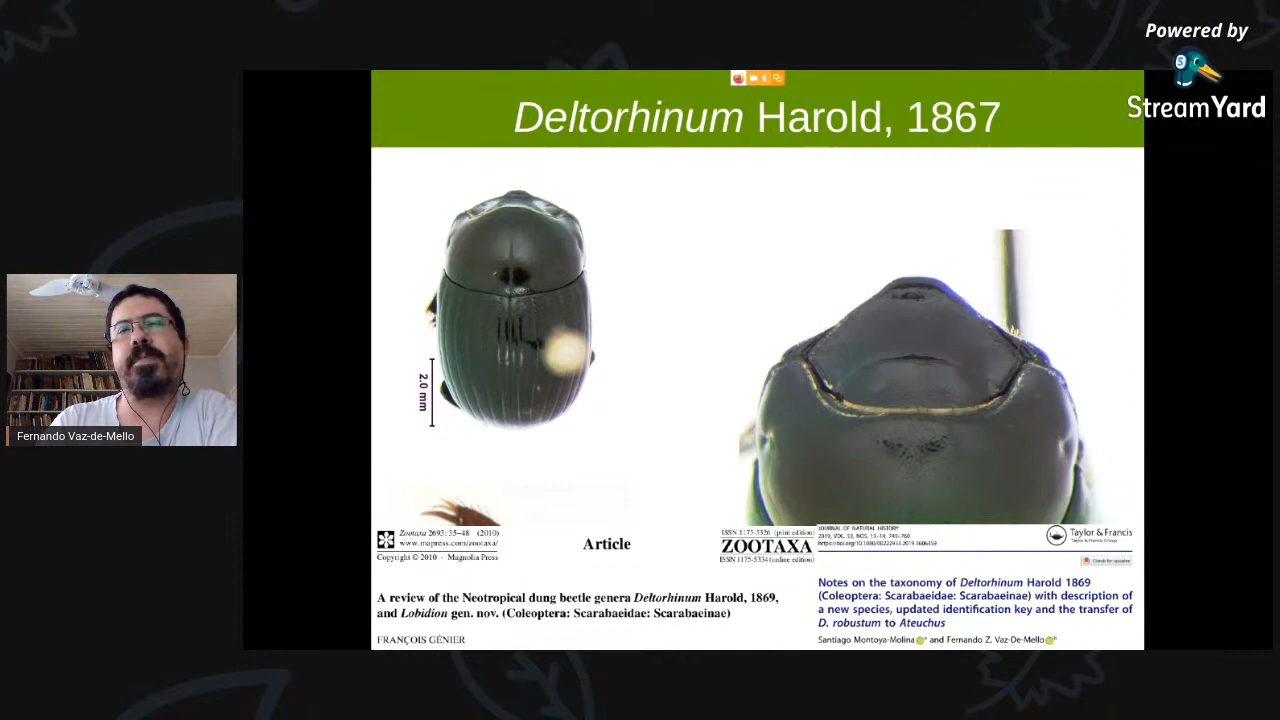 Powered by
StreamYard
Deltorhinum Harold, 1867
2.0 mm
Fernando Vaz-de-Mello
Zootaxa 2693: 35–48 (2010)
www.mapress.com/zootaxa/
Copyright © 2010 · Magnolia Press
Article
ISSN 1175-5326 (print edition)
ZOOTAXA
ISSN 1175-5334 (online edition)
A review of the Neotropical dung beetle genera Deltorhinum Harold, 1869,
and Lobidion gen. nov. (Coleoptera: Scarabaeidae: Scarabaeinae)
FRANÇOIS GÉNIER
JOURNAL OF NATURAL HISTORY
2019, VOL. 53, NOS. 13–14, 749–760
https://doi.org/10.1080/00222933.2019.1606359
Taylor & Francis
Taylor & Francis Group
Check for updates
Notes on the taxonomy of Deltorhinum Harold 1869
(Coleoptera: Scarabaeidae: Scarabaeinae) with description of
a new species, updated identification key and the transfer of
D. robustum to Ateuchus
Santiago Montoya-Molina a and Fernando Z. Vaz-De-Mello b